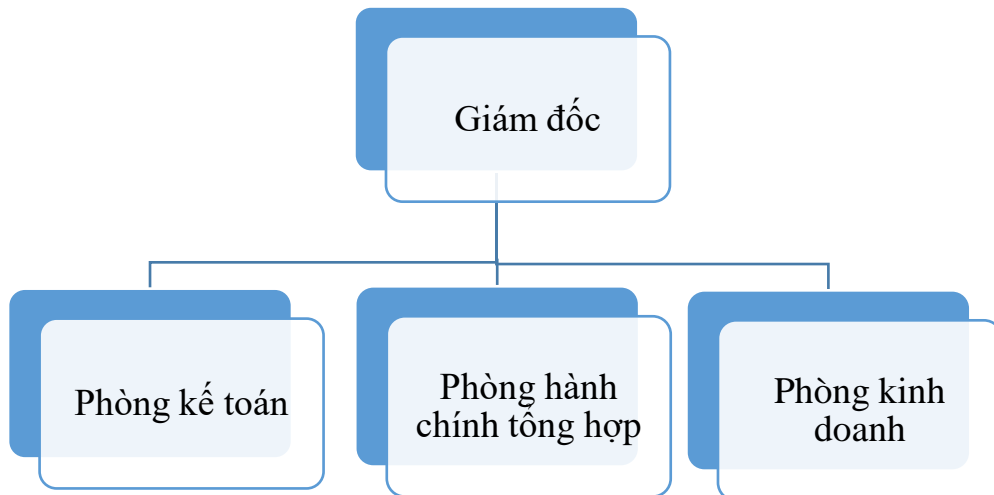 Giám đốc
Phòng kế toán
Phòng hành
chính tổng hợp
Phòng kinh
doanh